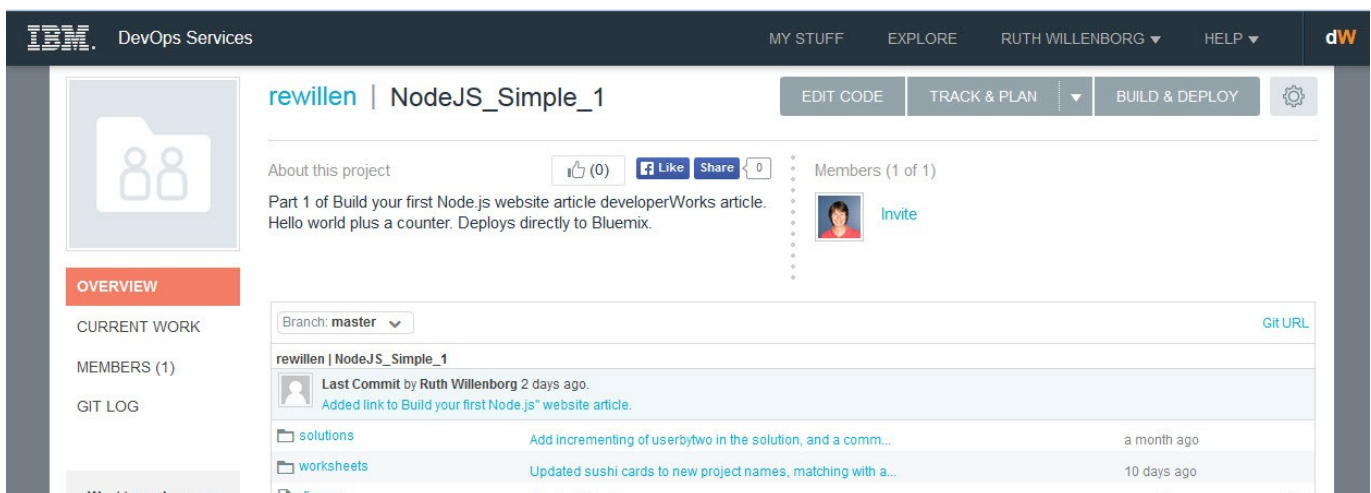 IBM. DevOps Services MY STUFF EXPLORE RUTH WILLENBORG HELP dW
rewillen | NodeJS_Simple_1 EDIT CODE TRACK & PLAN BUILD & DEPLOY
About this project (0) Like Share 0 Members (1 of 1)
Part 1 of Build your first Node.js website article developerWorks article.
Hello world plus a counter. Deploys directly to Bluemix.
Invite
OVERVIEW
CURRENT WORK
MEMBERS (1)
GIT LOG
Branch: master Git URL
rewillen | NodeJS_Simple_1
Last Commit by Ruth Willenborg 2 days ago.
Added link to Build your first Node.js" website article.
solutions Add incrementing of userbytwo in the solution, and a comm... a month ago
worksheets Updated sushi cards to new project names, matching with a... 10 days ago